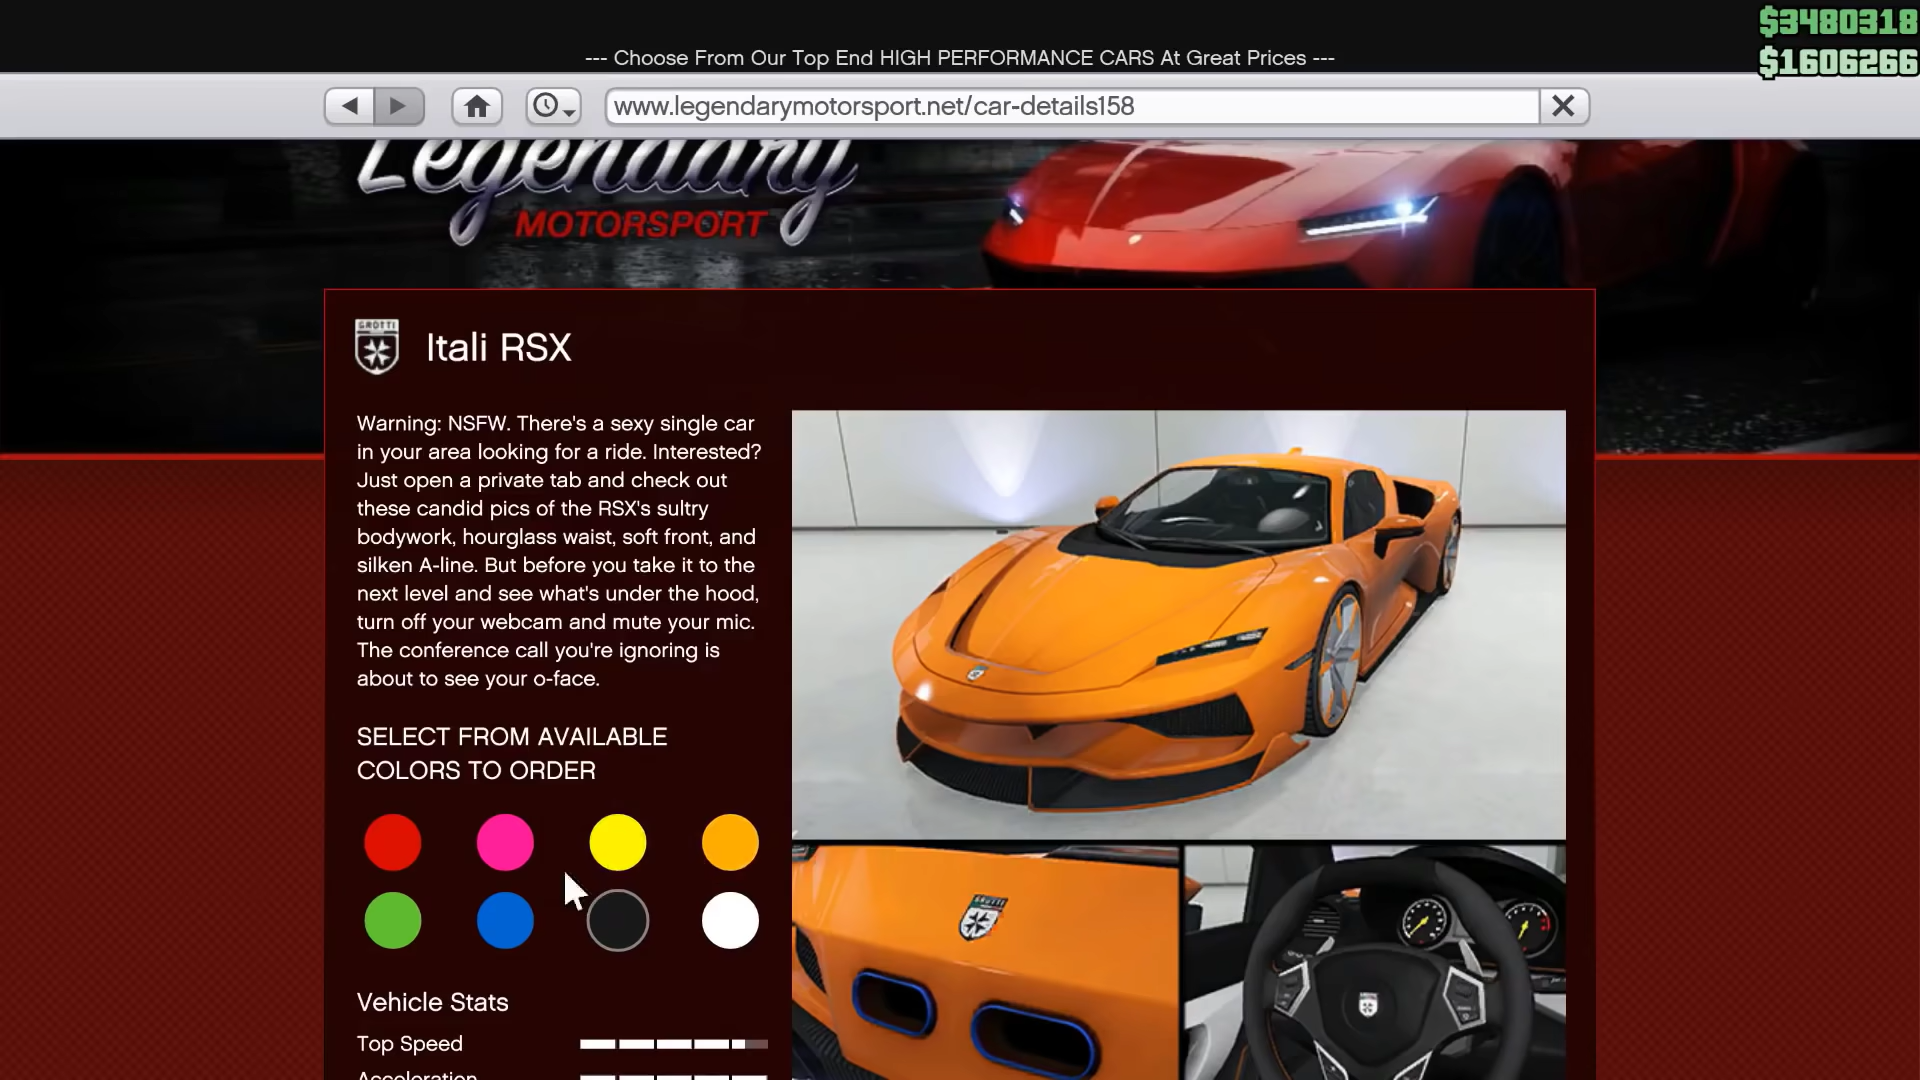 $3480318
--- Choose From Our Top End HIGH PERFORMANCE CARS At Great Prices ---
$1606266
www.legendarymotorsport.net/car-details158
Legendary
MOTORSPORT
GROTTI
Itali RSX
Warning: NSFW. There's a sexy single car
in your area looking for a ride. Interested?
Just open a private tab and check out
these candid pics of the RSX's sultry
bodywork, hourglass waist, soft front, and
silken A-line. But before you take it to the
next level and see what's under the hood,
turn off your webcam and mute your mic.
The conference call you're ignoring is
about to see your o-face.
SELECT FROM AVAILABLE
COLORS TO ORDER
GROTTI
Vehicle Stats
Top Speed
Acceleration